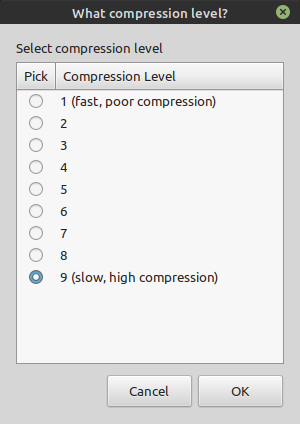 What compression level?
Select compression level
Pick Compression Level
1 (fast, poor compression)
2
3
4
5
6
7
8
9 (slow, high compression)
Cancel OK